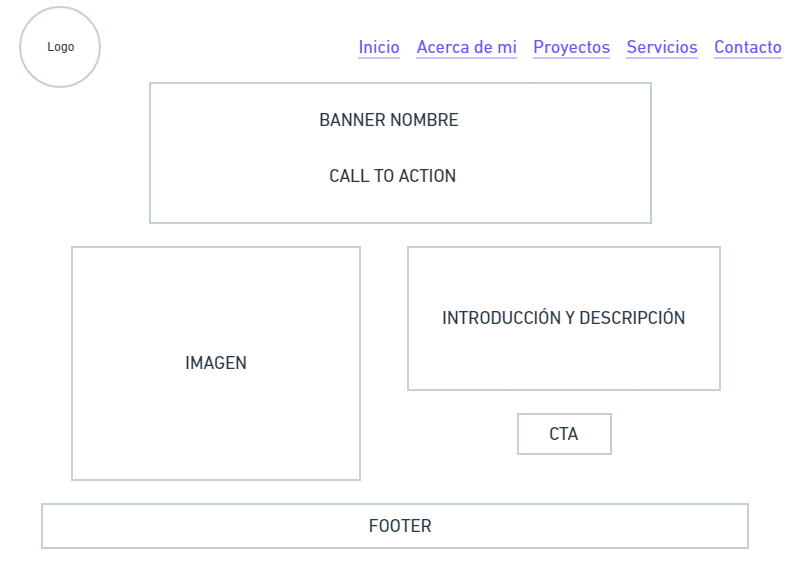 Logo
Inicio Acerca de mi Proyectos Servicios Contacto
BANNER NOMBRE
CALL TO ACTION
IMAGEN
INTRODUCCIÓN Y DESCRIPCIÓN
CTA
FOOTER